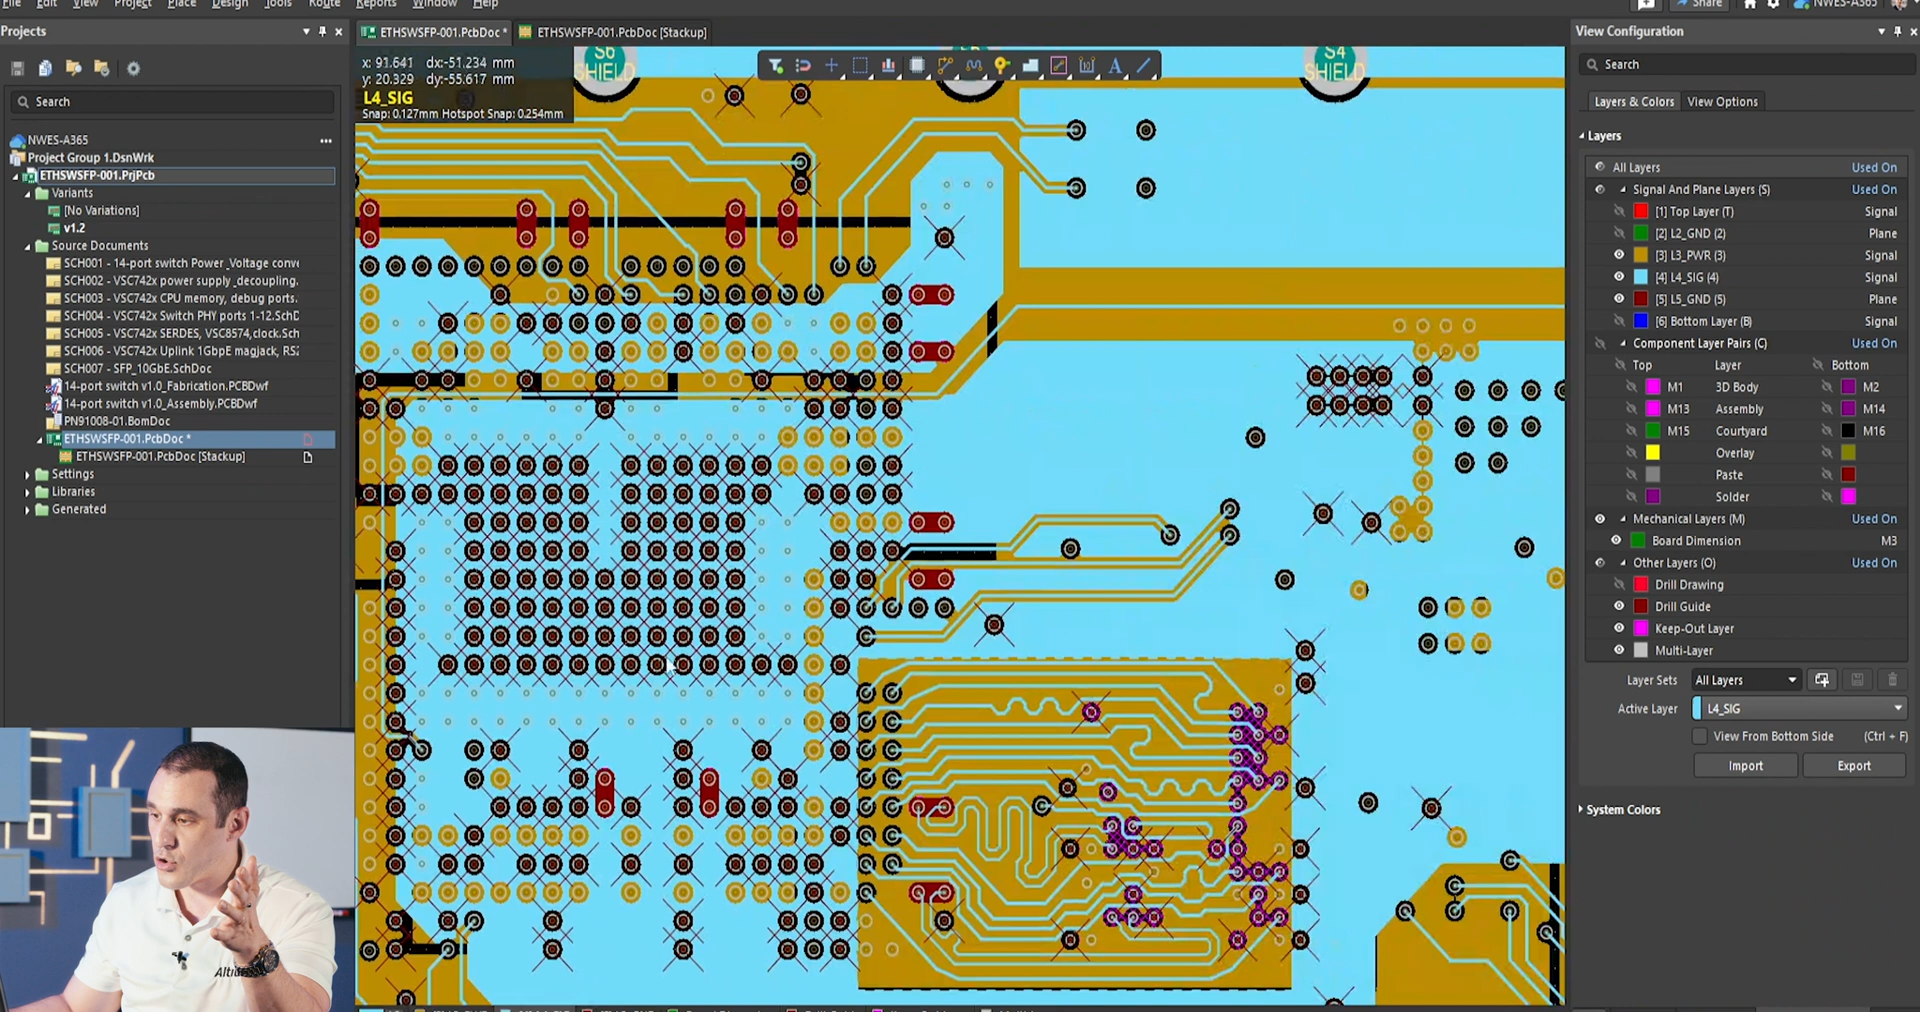 File Edit View Project Place Design Tools Route Reports Window Help
Share NWES-A365
Projects
Search
NWES-A365
Project Group 1.DsnWrk
ETHSWSFP-001.PrjPcb
Variants
[No Variations]
v1.2
Source Documents
SCH001 - 14-port switch Power _Voltage conve
SCH002 - VSC742x power supply _decoupling.
SCH003 - VSC742x CPU memory, debug ports.
SCH004 - VSC742x Switch PHY ports 1-12.SchD
SCH005 - VSC742x SERDES, VSC8574,clock.Sch
SCH006 - VSC742x Uplink 1GbpE magjack, RS2
SCH007 - SFP_10GbE.SchDoc
14-port switch v1.0_Fabrication.PCBDwf
14-port switch v1.0_Assembly.PCBDwf
PN91008-01.BomDoc
ETHSWSFP-001.PcbDoc *
ETHSWSFP-001.PcbDoc [Stackup]
Settings
Libraries
Generated
ETHSWSFP-001.PcbDoc * ETHSWSFP-001.PcbDoc [Stackup]
x: 91.641 dx:-51.234 mm
y: 20.329 dy:-55.617 mm
L4_SIG
Snap: 0.127mm Hotspot Snap: 0.254mm
S6
SHIELD
S4
SHIELD
View Configuration
Search
Layers & Colors View Options
Layers
All Layers Used On
Signal And Plane Layers (S) Used On
[1] Top Layer (T) Signal
[2] L2_GND (2) Plane
[3] L3_PWR (3) Signal
[4] L4_SIG (4) Signal
[5] L5_GND (5) Plane
[6] Bottom Layer (B) Signal
Component Layer Pairs (C) Used On
Top Layer Bottom
M1 3D Body M2
M13 Assembly M14
M15 Courtyard M16
Overlay
Paste
Solder
Mechanical Layers (M) Used On
Board Dimension M3
Other Layers (O) Used On
Drill Drawing
Drill Guide
Keep-Out Layer
Multi-Layer
Layer Sets All Layers
Active Layer L4_SIG
View From Bottom Side (Ctrl + F)
Import Export
System Colors